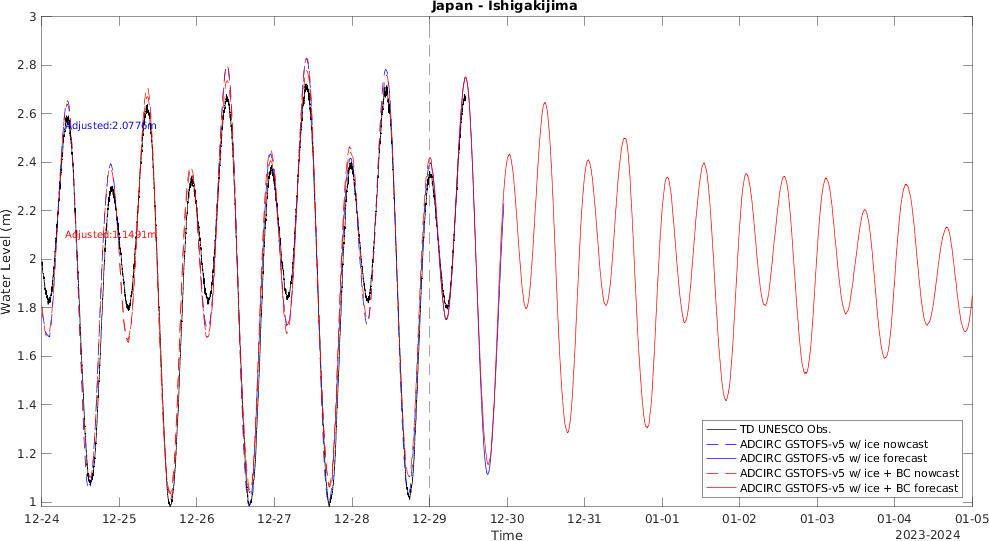 Japan - Ishigakijima
3
2.8
2.6
2.4
2.2
2
1.8
1.6
1.4
1.2
1
Water Level (m)
Adjusted:2.0776m
Adjusted:1.1491m
TD UNESCO Obs.
ADCIRC GSTOFS-v5 w/ ice nowcast
ADCIRC GSTOFS-v5 w/ ice forecast
ADCIRC GSTOFS-v5 w/ ice + BC nowcast
ADCIRC GSTOFS-v5 w/ ice + BC forecast
12-24 12-25 12-26 12-27 12-28 12-29 12-30 12-31 01-01 01-02 01-03 01-04 01-05
Time
2023-2024